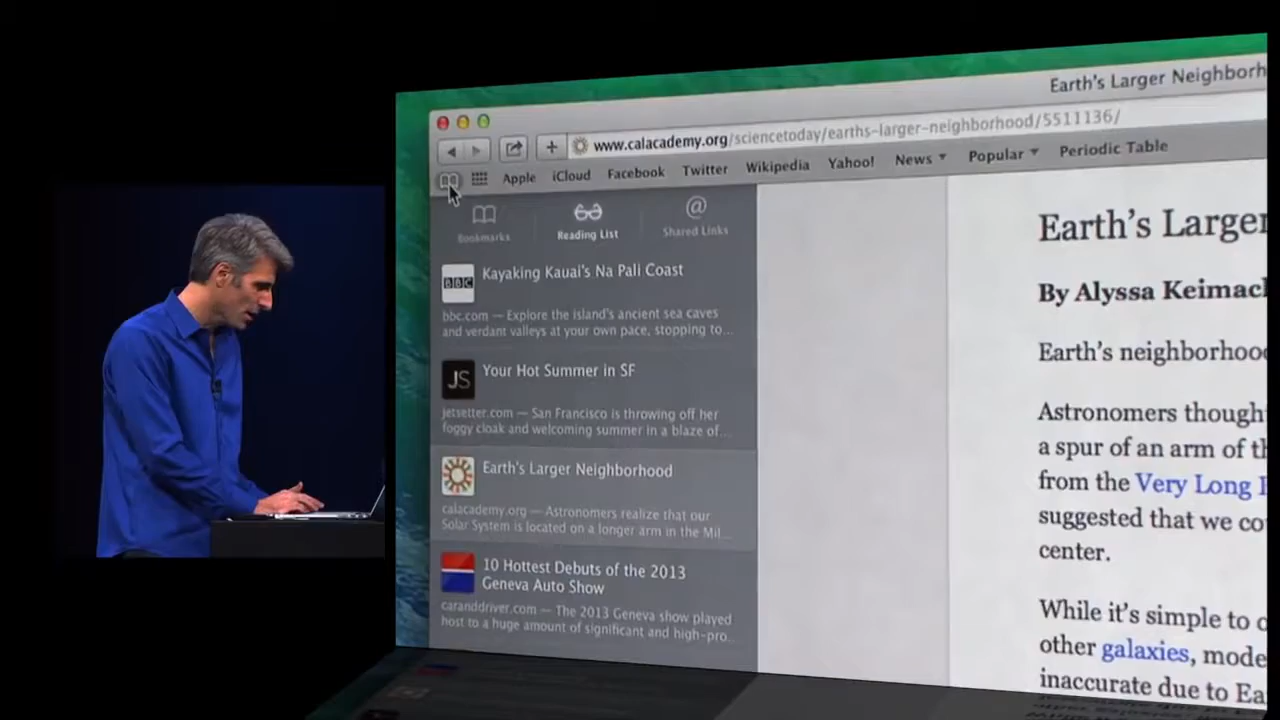 Earth's Larger Neighborh
www.calacademy.org/sciencetoday/earths-larger-neighborhood/5511136/
Apple iCloud Facebook Twitter Wikipedia Yahoo! News Popular Periodic Table
Bookmarks Reading List Shared Links
BBC
Kayaking Kauai's Na Pali Coast
bbc.com — Explore the island's ancient sea caves
and verdant valleys at your own pace, stopping to...
JS
Your Hot Summer in SF
jetsetter.com — San Francisco is throwing off her
foggy cloak and welcoming summer in a blaze of...
Earth's Larger Neighborhood
calacademy.org — Astronomers realize that our
Solar System is located on a longer arm in the Mil...
10 Hottest Debuts of the 2013
Geneva Auto Show
caranddriver.com — The 2013 Geneva show played
host to a huge amount of significant and high-pro...
Earth's Larger
By Alyssa Keimac
Earth's neighborhoo
Astronomers though
a spur of an arm of th
from the Very Long
suggested that we co
center.
While it's simple to
other galaxies, mode
inaccurate due to Ea